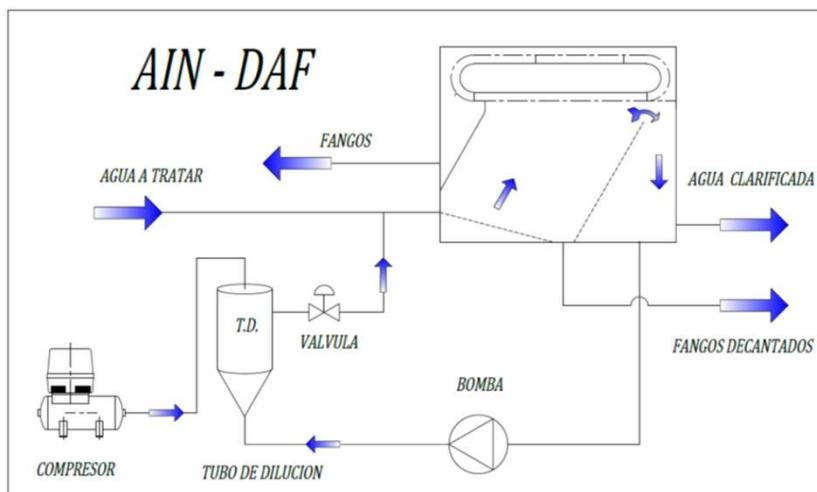 AIN - DAF
FANGOS
AGUA A TRATAR
AGUA CLARIFICADA
T.D.
VALVULA
FANGOS DECANTADOS
BOMBA
COMPRESOR
TUBO DE DILUCION